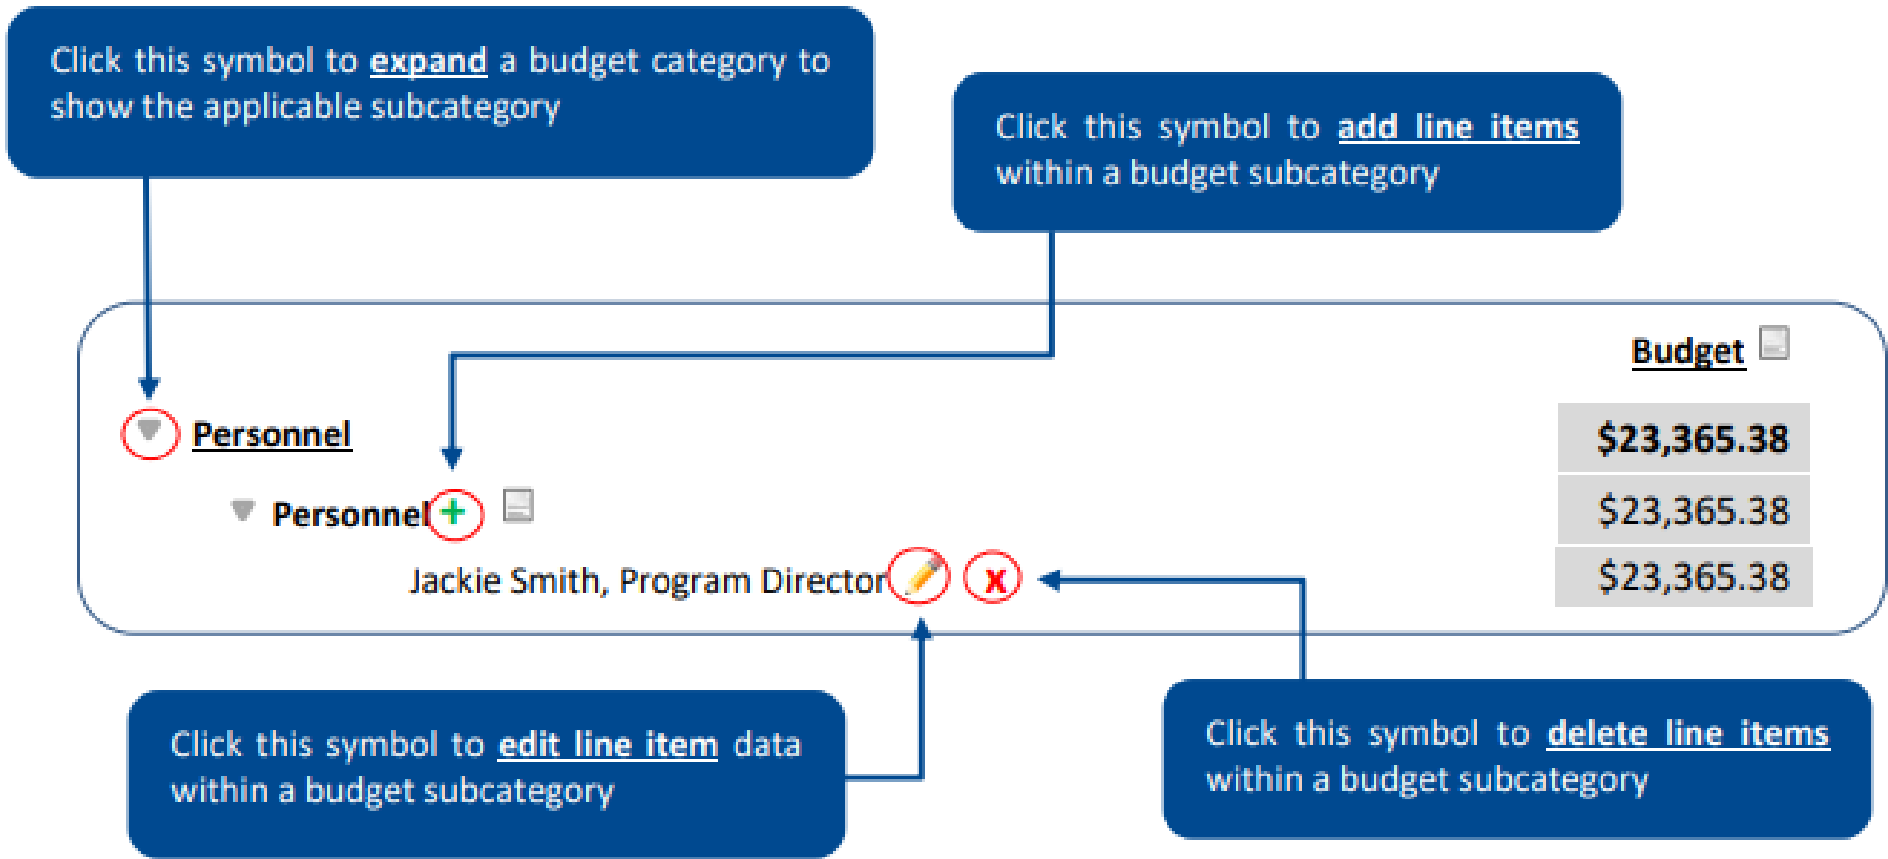 Click this symbol to expand a budget category to
show the applicable subcategory
Click this symbol to add line items
within a budget subcategory
Budget
Personnel
$23,365.38
Personnel +
$23,365.38
Jackie Smith, Program Director x
$23,365.38
Click this symbol to edit line item data
within a budget subcategory
Click this symbol to delete line items
within a budget subcategory